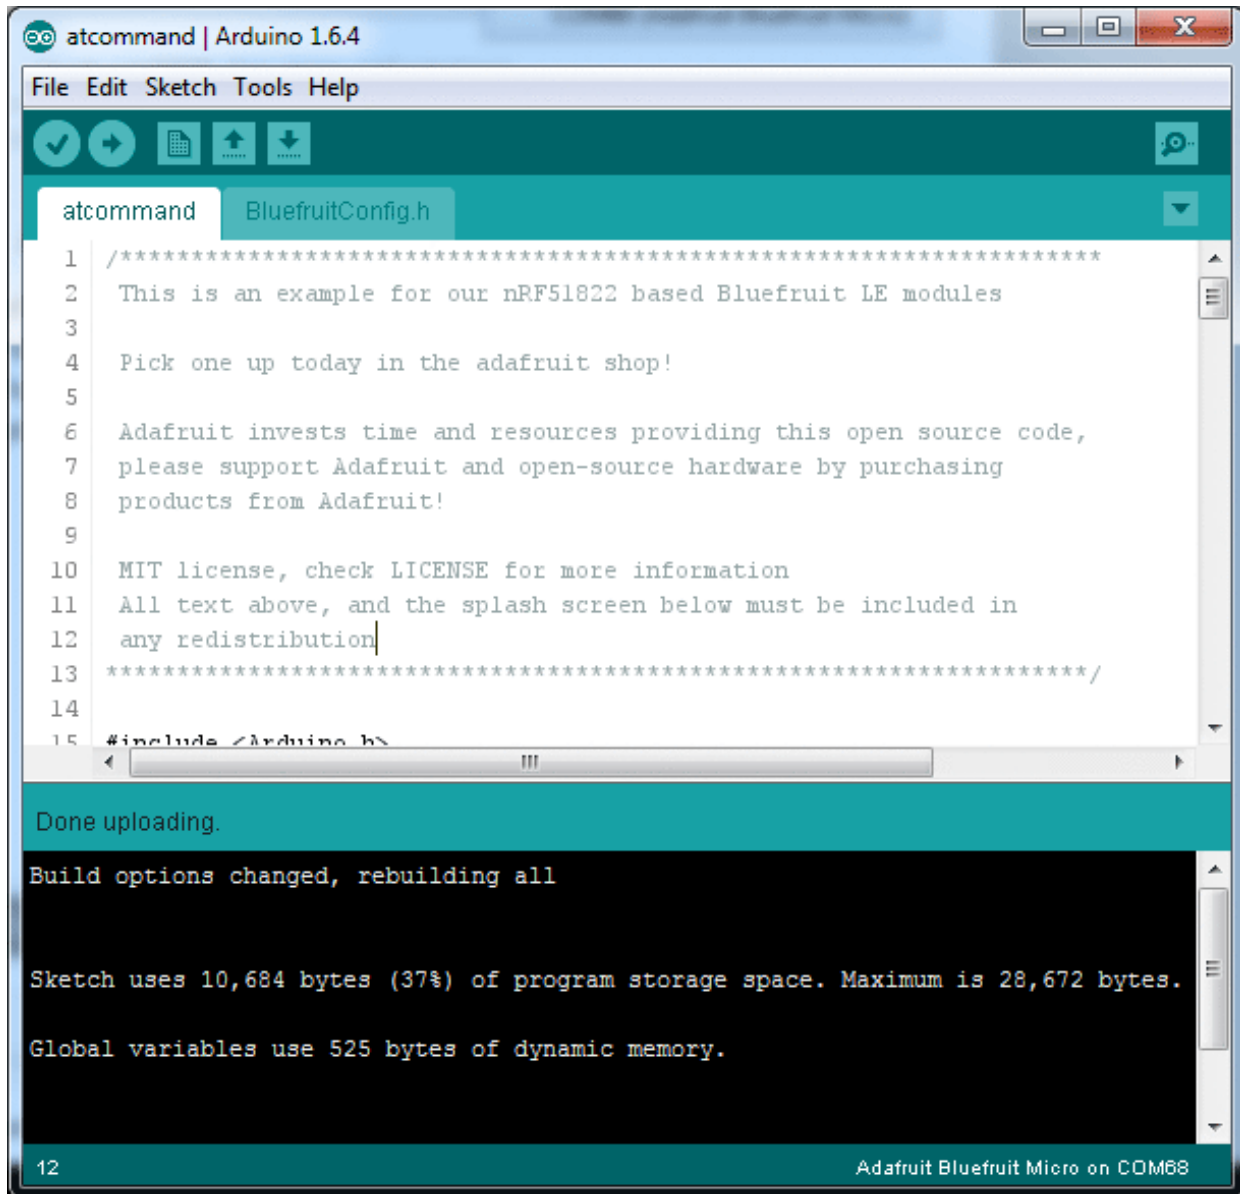 atcommand | Arduino 1.6.4
File Edit Sketch Tools Help
atcommand BluefruitConfig.h
1 /*********************************************************************
2 This is an example for our nRF51822 based Bluefruit LE modules
3
4 Pick one up today in the adafruit shop!
5
6 Adafruit invests time and resources providing this open source code,
7 please support Adafruit and open-source hardware by purchasing
8 products from Adafruit!
9
10 MIT license, check LICENSE for more information
11 All text above, and the splash screen below must be included in
12 any redistribution
13 *********************************************************************/
14
15 #include <Arduino.h>
Done uploading.
Build options changed, rebuilding all
Sketch uses 10,684 bytes (37%) of program storage space. Maximum is 28,672 bytes.
Global variables use 525 bytes of dynamic memory.
12 Adafruit Bluefruit Micro on COM68